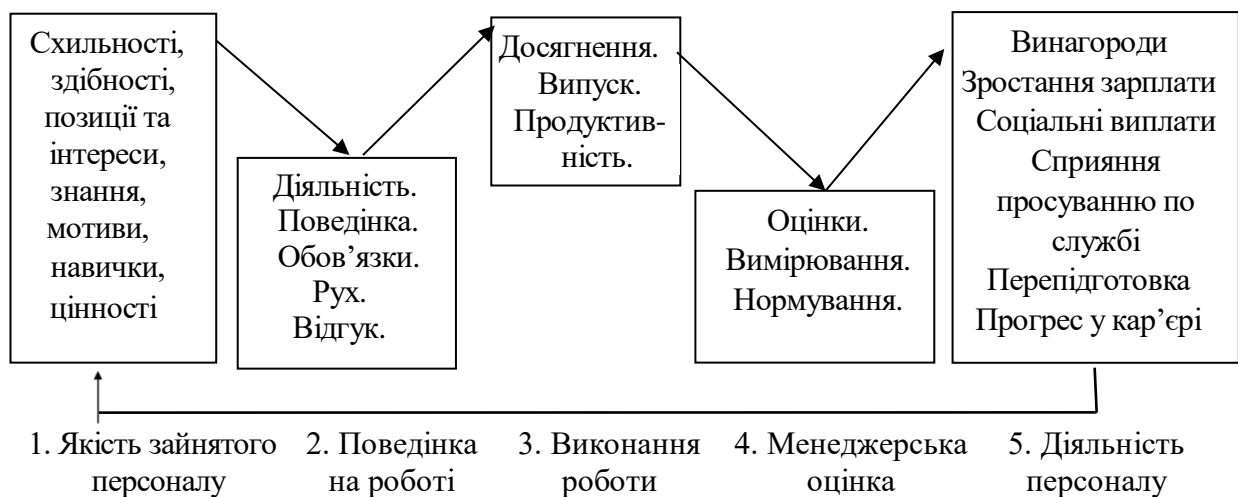 Схильності,
здібності,
позиції та
інтереси,
знання,
мотиви,
навички,
цінності
Діяльність.
Поведінка.
Обов’язки.
Рух.
Відгук.
Досягнення.
Випуск.
Продуктив-
ність.
Оцінки.
Вимірювання.
Нормування.
Винагороди
Зростання зарплати
Соціальні виплати
Сприяння
просуванню по
службі
Перепідготовка
Прогрес у кар’єрі
1. Якість зайнятого
персоналу
2. Поведінка
на роботі
3. Виконання
роботи
4. Менеджерська
оцінка
5. Діяльність
персоналу